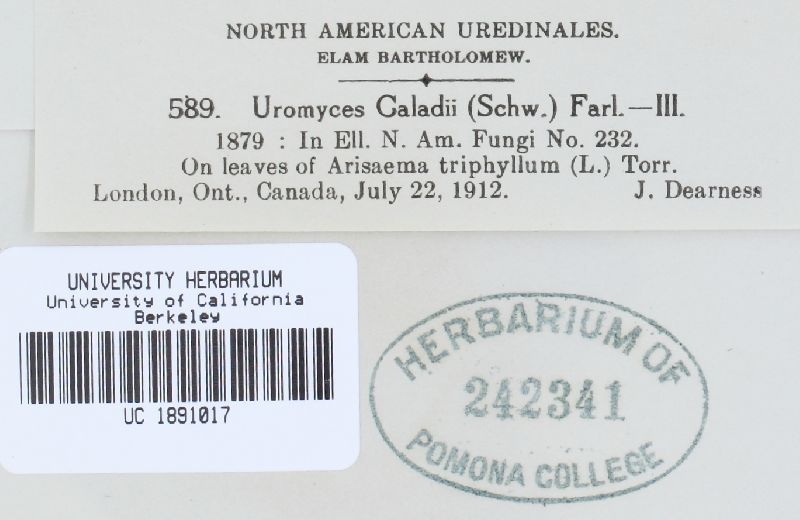 NORTH AMERICAN UREDINALES.
ELAM BARTHOLOMEW.
589. Uromyces Caladii (Schw.) Farl.—III.
1879 : In Ell. N. Am. Fungi No. 232.
On leaves of Arisaema triphyllum (L.) Torr.
London, Ont., Canada, July 22, 1912. J. Dearness
UNIVERSITY HERBARIUM
University of California
Berkeley
UC 1891017
HERBARIUM OF
242341
POMONA COLLEGE